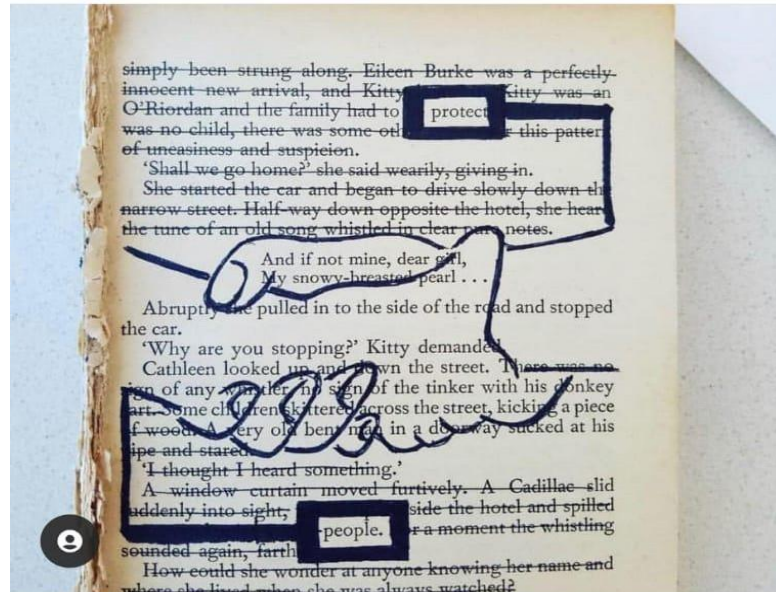 simply been strung along. Eileen Burke was a perfectly
innocent new arrival, and Kitty Kitty was an
O'Riordan and the family had to protect
was no child, there was some this pattern
of uneasiness and suspicion.
'Shall we go home?' she said wearily, giving in.
She started the car and began to drive slowly down the
narrow street. Half-way down opposite the hotel, she heard
the tune of an old song whistled in clear pure notes.
And if not mine, dear girl,
My snowy-breasted pearl . . .
Abruptly she pulled in to the side of the road and stopped
the car.
'Why are you stopping?' Kitty demanded
Cathleen looked up and down the street. There was no
sign of any whistler, no sign of the tinker with his donkey
cart. Some children skittered across the street, kicking a piece
of wood. A very old bent man in a doorway sucked at his
pipe and stared.
'I thought I heard something.'
A window curtain moved furtively. A Cadillac slid
suddenly into sight, side the hotel and spilled
people. a moment the whistling
sounded again,
How could she wonder at anyone knowing her name and
where she lived when she was always watched?